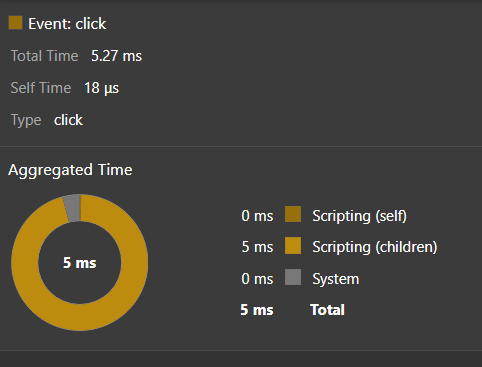 Event: click
Total Time 5.27 ms
Self Time 18 μs
Type click
Aggregated Time
5 ms
0 ms Scripting (self)
5 ms Scripting (children)
0 ms System
5 ms Total